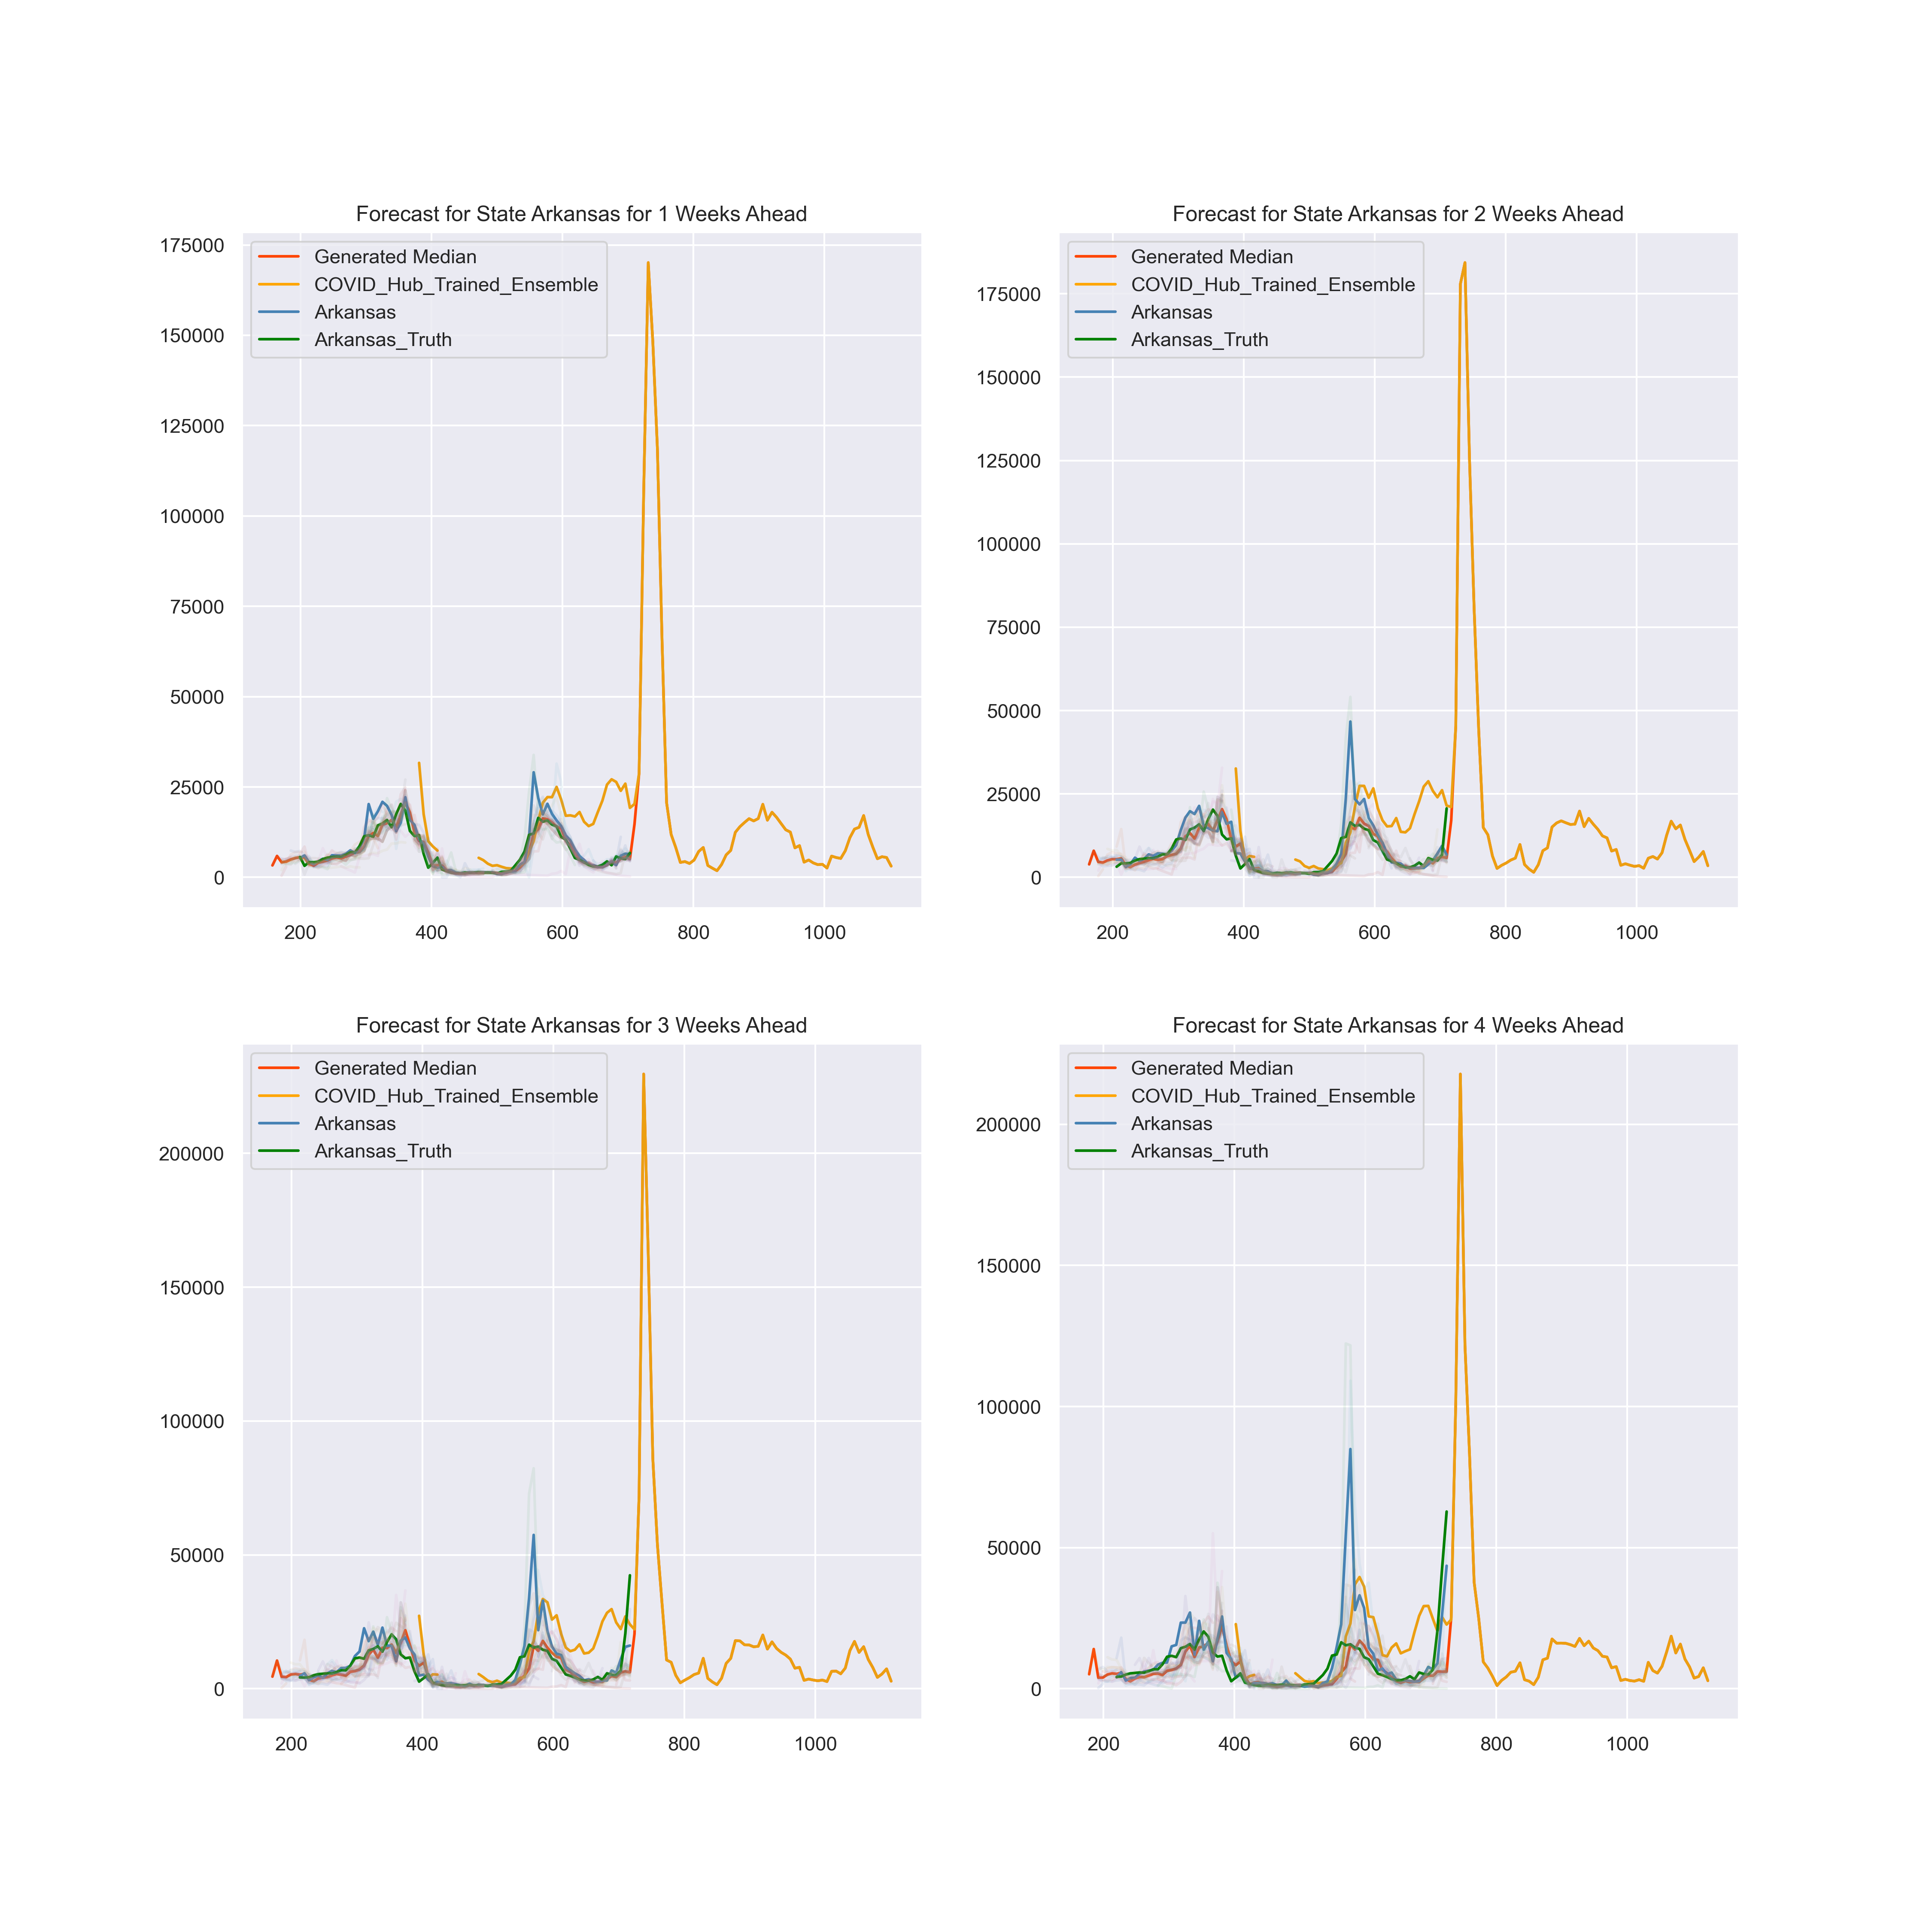 Forecast for State Arkansas for 1 Weeks Ahead
175000
150000
125000
100000
75000
50000
25000
0
Generated Median
COVID_Hub_Trained_Ensemble
Arkansas
Arkansas_Truth
200 400 600 800 1000
Forecast for State Arkansas for 2 Weeks Ahead
175000
150000
125000
100000
75000
50000
25000
0
Generated Median
COVID_Hub_Trained_Ensemble
Arkansas
Arkansas_Truth
200 400 600 800 1000
Forecast for State Arkansas for 3 Weeks Ahead
200000
150000
100000
50000
0
Generated Median
COVID_Hub_Trained_Ensemble
Arkansas
Arkansas_Truth
200 400 600 800 1000
Forecast for State Arkansas for 4 Weeks Ahead
200000
150000
100000
50000
0
Generated Median
COVID_Hub_Trained_Ensemble
Arkansas
Arkansas_Truth
200 400 600 800 1000